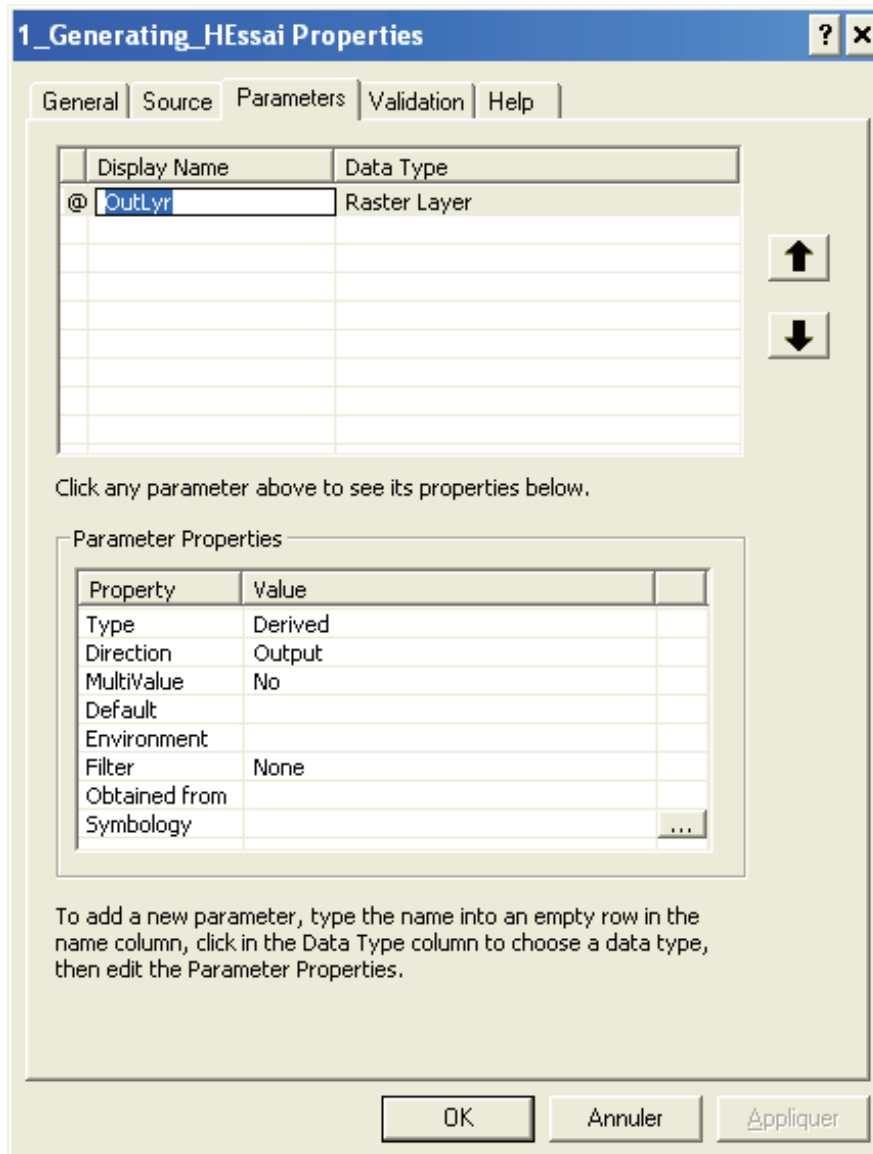 1_Generating_HEssai Properties ? ×
General Source Parameters Validation Help
Display Name Data Type
@ OutLyr Raster Layer
Click any parameter above to see its properties below.
Parameter Properties
Property Value
Type Derived
Direction Output
MultiValue No
Default
Environment
Filter None
Obtained from
Symbology ...
To add a new parameter, type the name into an empty row in the
name column, click in the Data Type column to choose a data type,
then edit the Parameter Properties.
OK Annuler Appliquer